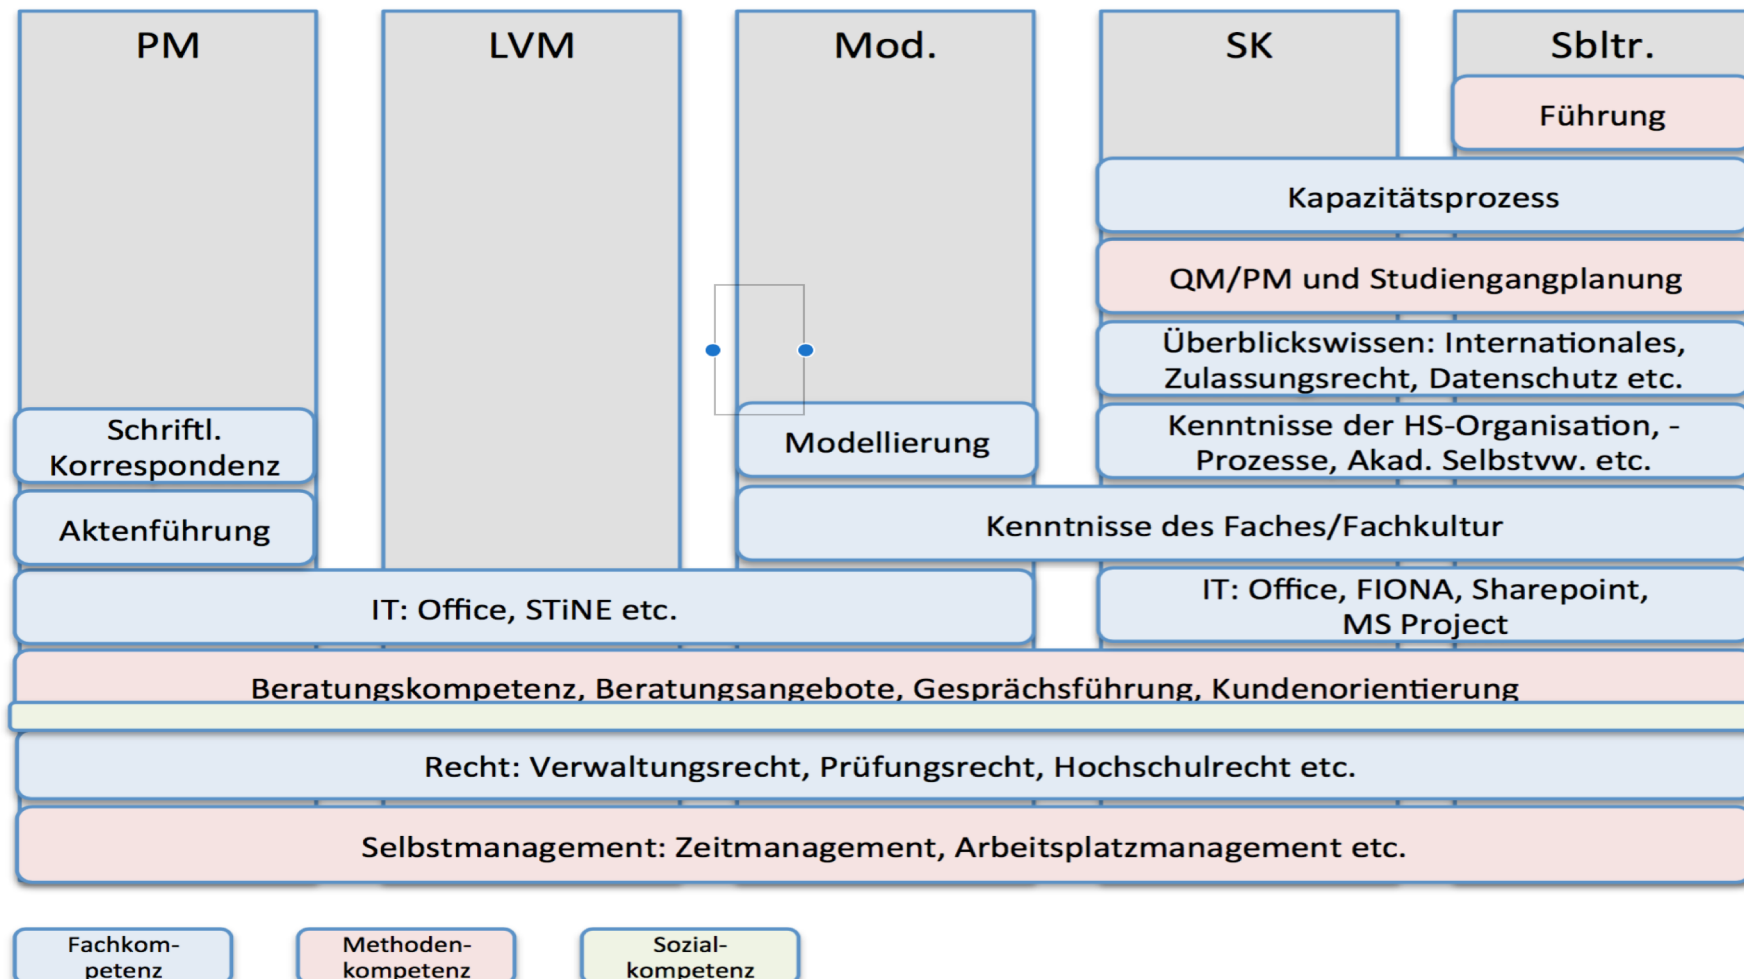 PM
LVM
Mod.
SK
Sbltr.
Führung
Kapazitätsprozess
QM/PM und Studiengangplanung
Überblickswissen: Internationales,
Zulassungsrecht, Datenschutz etc.
Schriftl.
Korrespondenz
Modellierung
Kenntnisse der HS-Organisation, -
Prozesse, Akad. Selbstvw. etc.
Aktenführung
Kenntnisse des Faches/Fachkultur
IT: Office, STiNE etc.
IT: Office, FIONA, Sharepoint,
MS Project
Beratungskompetenz, Beratungsangebote, Gesprächsführung, Kundenorientierung
Recht: Verwaltungsrecht, Prüfungsrecht, Hochschulrecht etc.
Selbstmanagement: Zeitmanagement, Arbeitsplatzmanagement etc.
Fachkom-
petenz
Methoden-
kompetenz
Sozial-
kompetenz